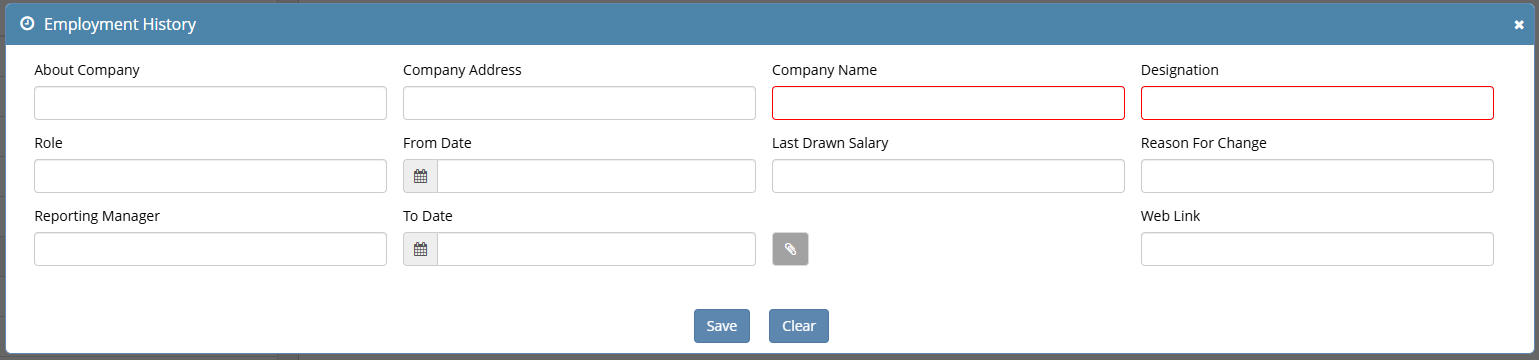 Employment History
About Company Company Address Company Name Designation
Role From Date Last Drawn Salary Reason For Change
Reporting Manager To Date Web Link
Save Clear